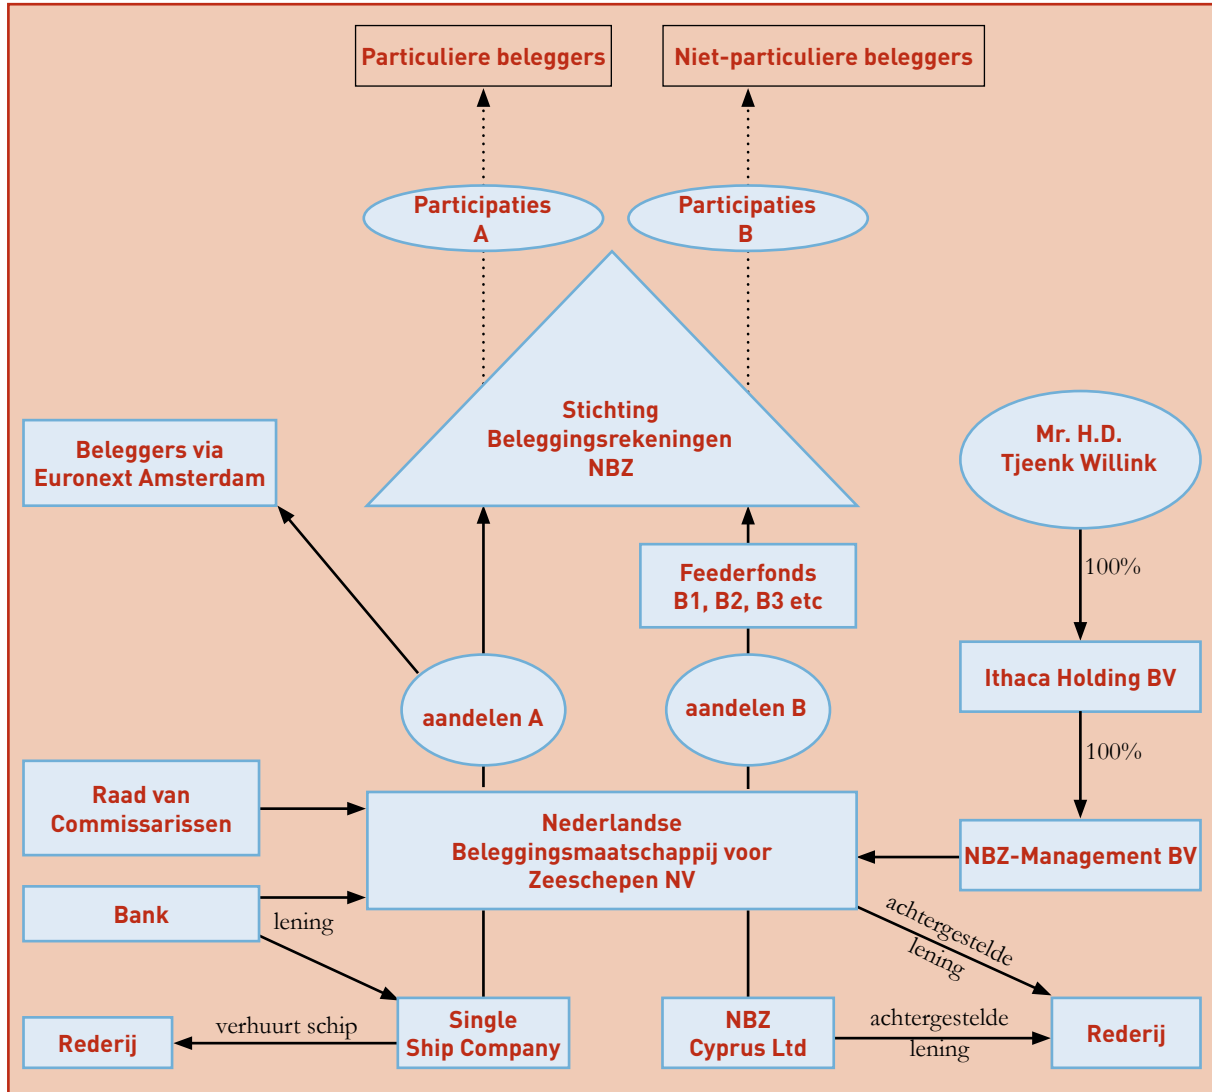 Particuliere beleggers
Niet-particuliere beleggers
Participaties
A
Participaties
B
Stichting
Beleggingsrekeningen
NBZ
Beleggers via
Euronext Amsterdam
Mr. H.D.
Tjeenk Willink
100%
Feederfonds
B1, B2, B3 etc
Ithaca Holding BV
aandelen A
aandelen B
100%
Raad van
Commissarissen
Nederlandse
Beleggingsmaatschappij voor
Zeeschepen NV
NBZ-Management BV
Bank
lening
achtergestelde
lening
Rederij
verhuurt schip
Single
Ship Company
NBZ
Cyprus Ltd
achtergestelde
lening
Rederij